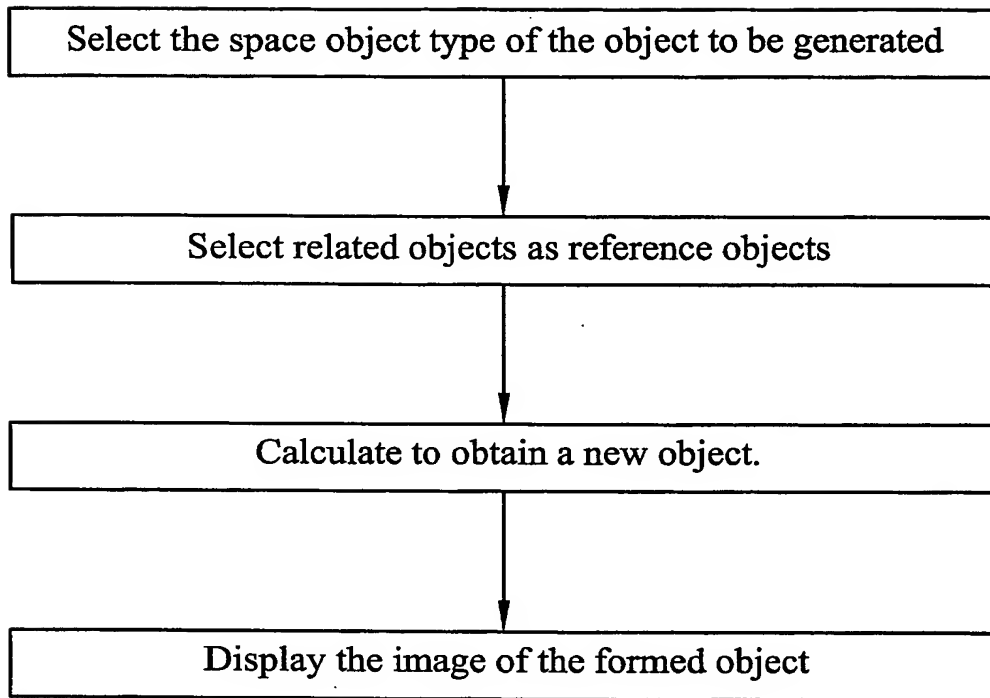 Select the space object type of the object to be generated
Select related objects as reference objects
Calculate to obtain a new object.
Display the image of the formed object